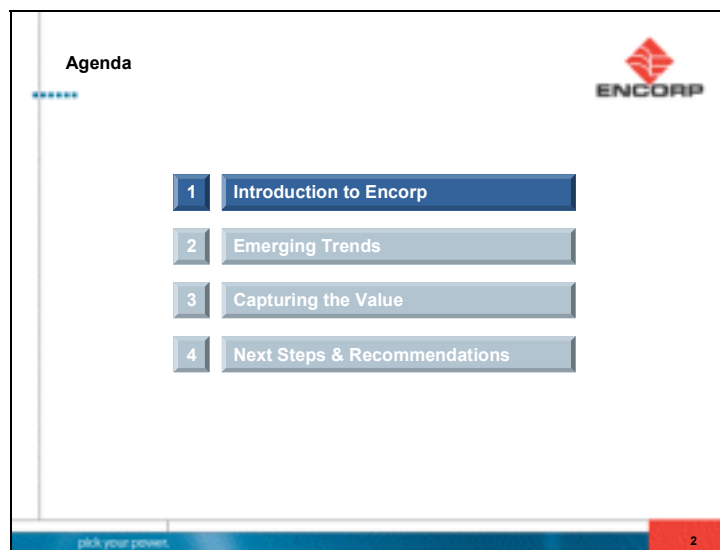 Agenda
ENCORP
1 Introduction to Encorp
2 Emerging Trends
3 Capturing the Value
4 Next Steps & Recommendations
pick your power.
2